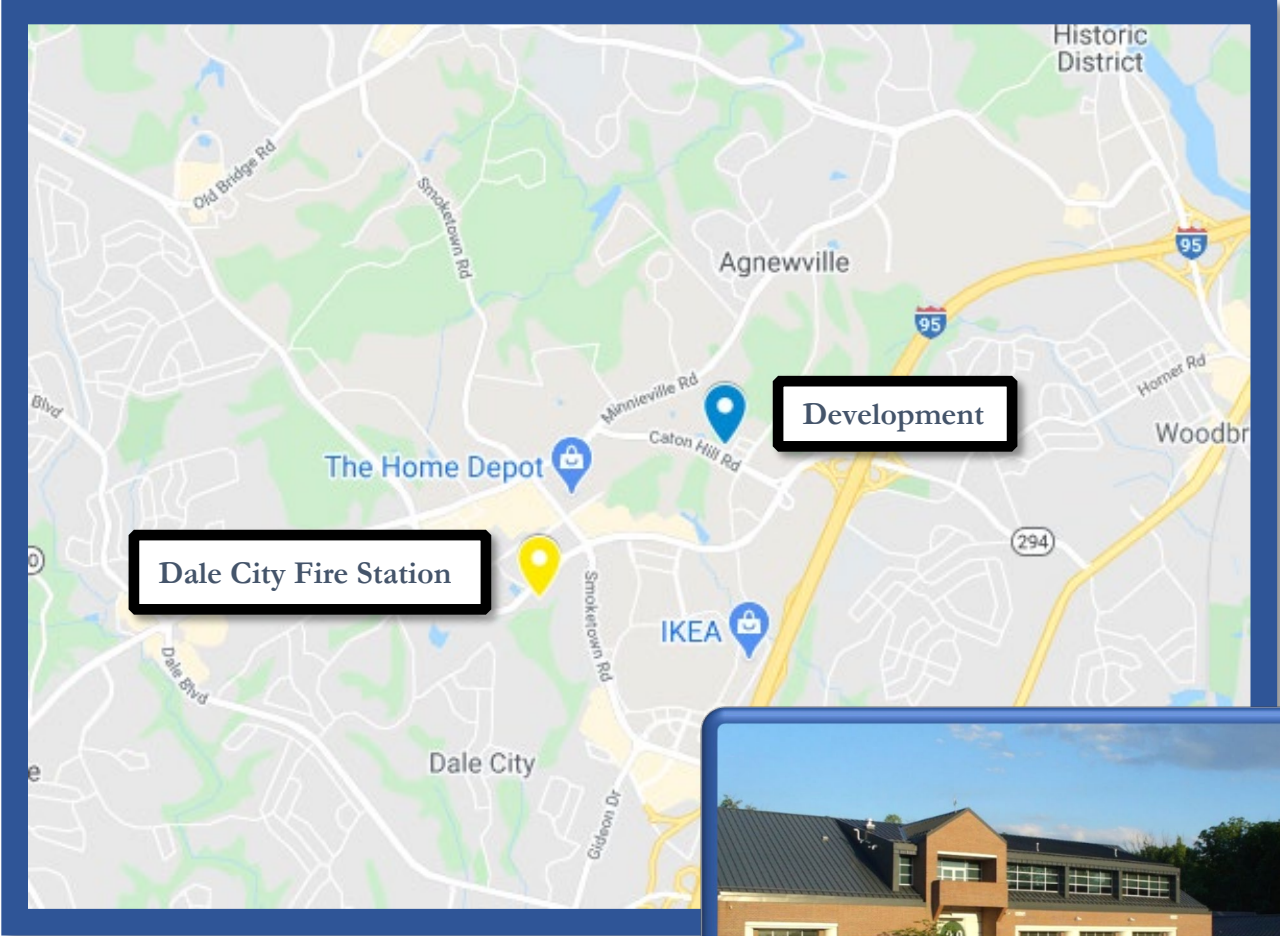 Historic
District
Old Bridge Rd
Smoketown Rd
95
Agnewville
95
Horner Rd
Blvd
Minnieville Rd
Development
Woodbr
Caton Hill Rd
The Home Depot
294
Dale City Fire Station
Smoketown Rd
IKEA
Dale Blvd
Dale City
Gideon Dr